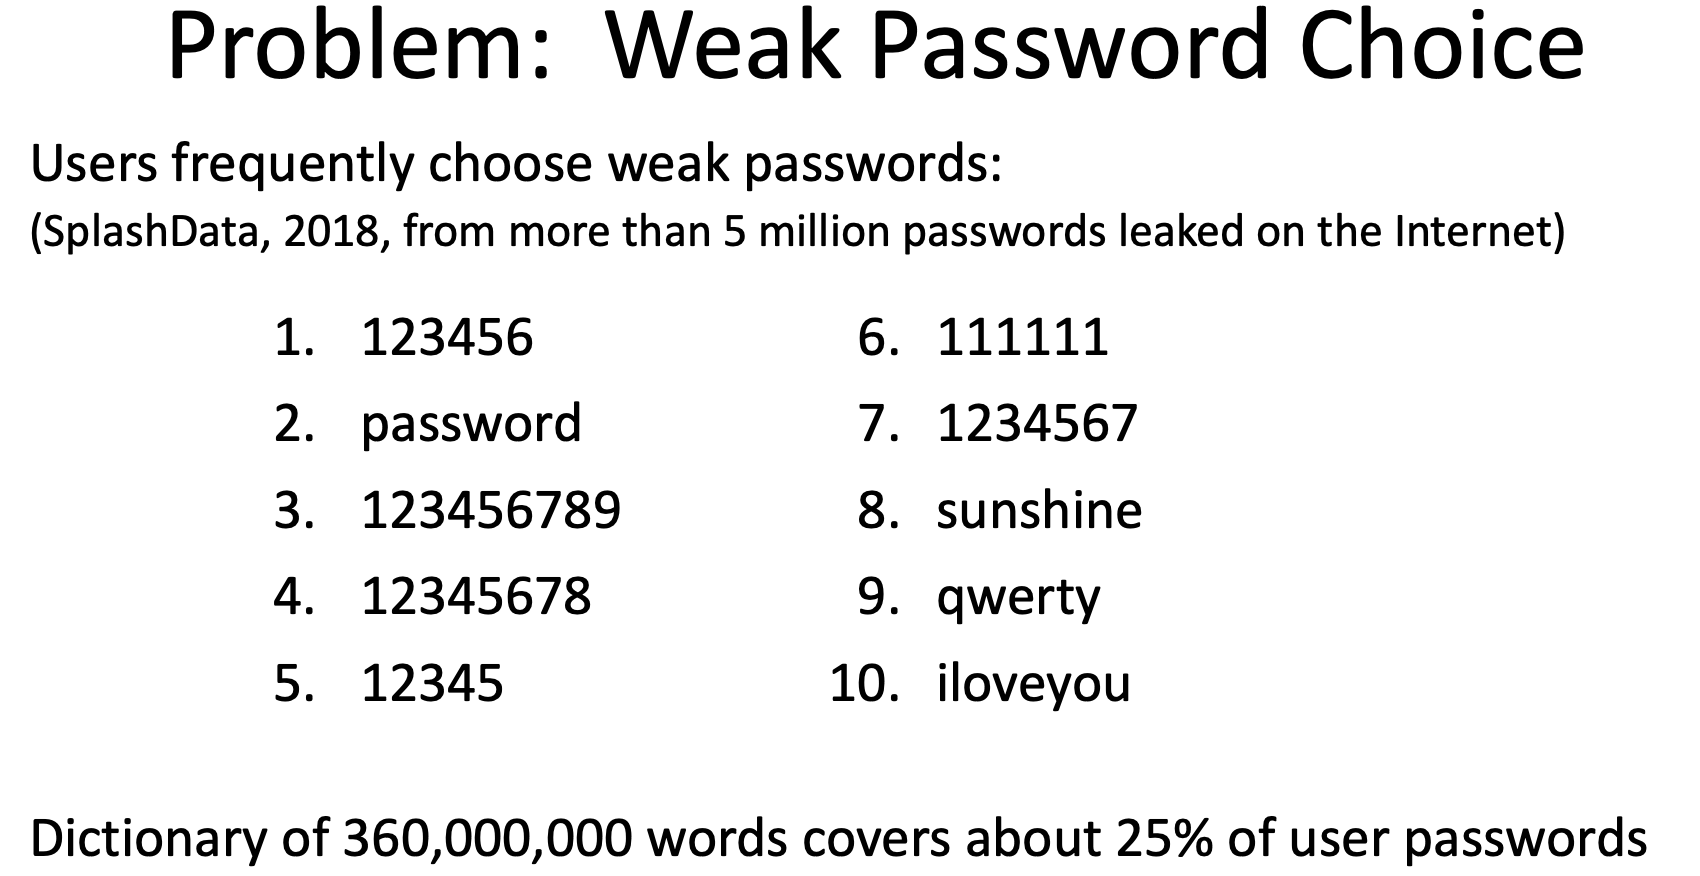 Problem:  Weak Password Choice
Users frequently choose weak passwords:
(SplashData, 2018, from more than 5 million passwords leaked on the Internet)
1. 123456
2. password
3. 123456789
4. 12345678
5. 12345
6. 111111
7. 1234567
8. sunshine
9. qwerty
10. iloveyou
Dictionary of 360,000,000 words covers about 25% of user passwords